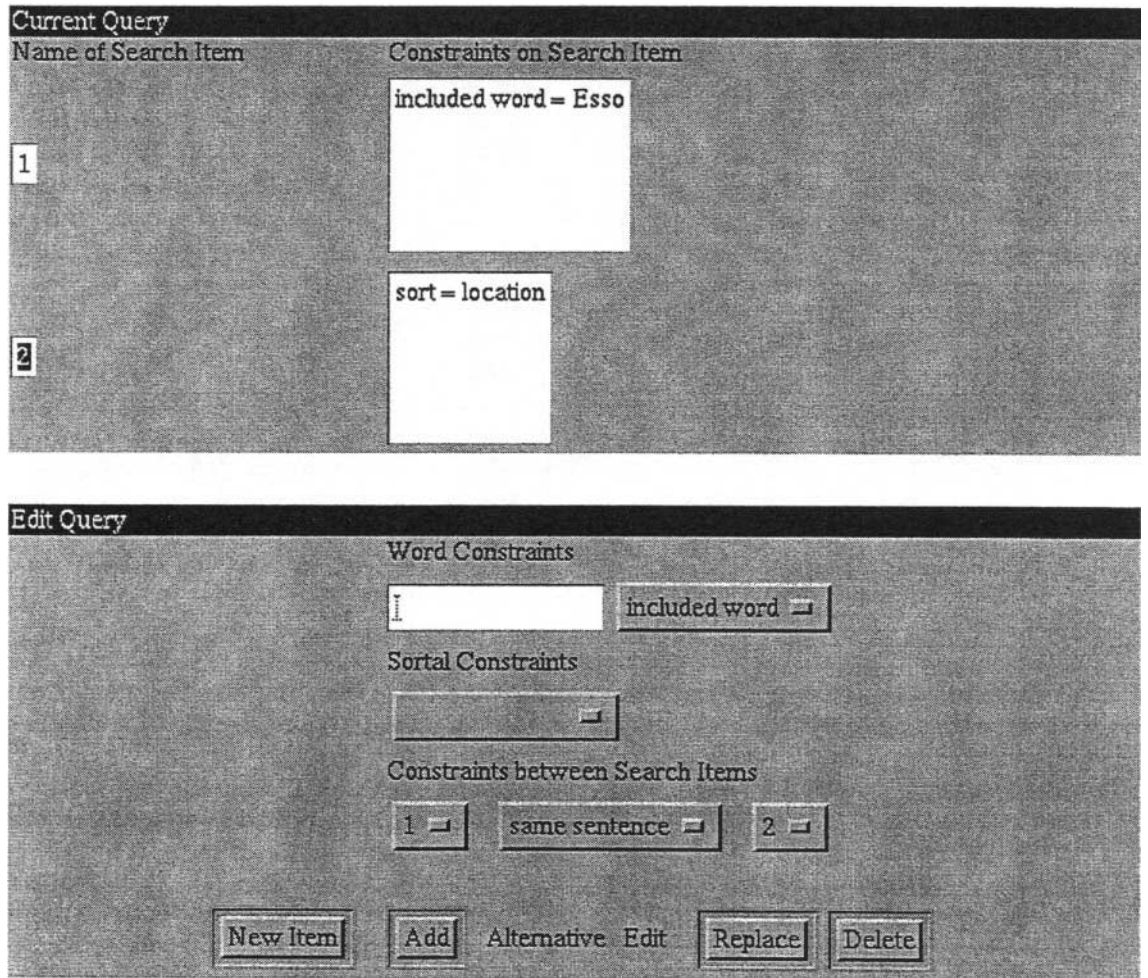 Current Query
Name of Search Item Constraints on Search Item
included word = Esso
1
sort = location
2
Edit Query
Word Constraints
included word
Sortal Constraints
Constraints between Search Items
1 same sentence 2
New Item Add Alternative Edit Replace Delete